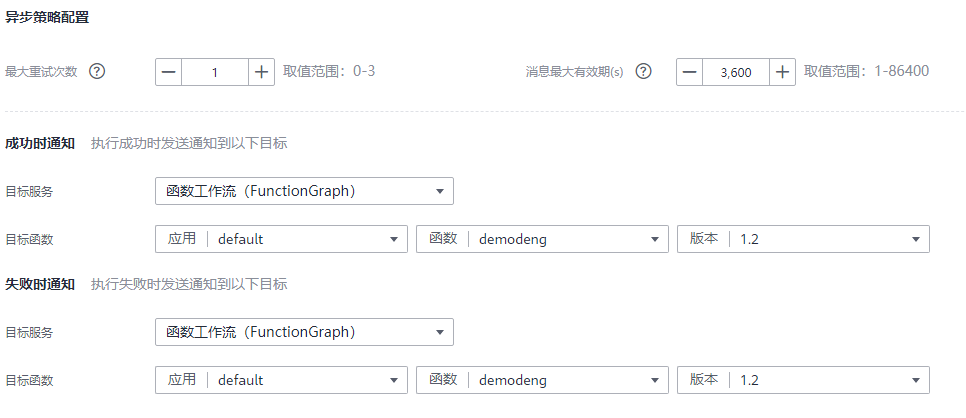 异步策略配置
最大重试次数 ? 1 取值范围：0-3 消息最大有效期(s) ? 3,600 取值范围：1-86400
成功时通知 执行成功时发送通知到以下目标
目标服务 函数工作流（FunctionGraph）
目标函数 应用 default 函数 demodeng 版本 1.2
失败时通知 执行失败时发送通知到以下目标
目标服务 函数工作流（FunctionGraph）
目标函数 应用 default 函数 demodeng 版本 1.2